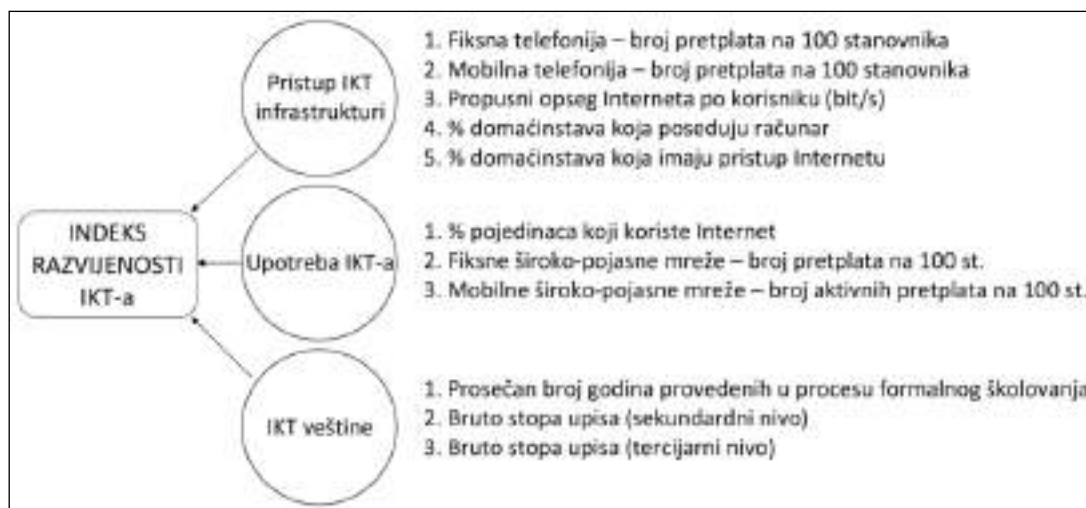 Pristup IKT
infrastrukturi
1. Fiksna telefonija – broj pretplata na 100 stanovnika
2. Mobilna telefonija – broj pretplata na 100 stanovnika
3. Propusni opseg Interneta po korisniku (bit/s)
4. % domaćinstava koja poseduju računar
5. % domaćinstava koja imaju pristup Internetu
INDEKS
RAZVIJENOSTI
IKT-a
Upotreba IKT-a
1. % pojedinaca koji koriste Internet
2. Fiksne široko-pojasne mreže – broj pretplata na 100 st.
3. Mobilne široko-pojasne mreže – broj aktivnih pretplata na 100 st.
IKT veštine
1. Prosečan broj godina provedenih u procesu formalnog školovanja
2. Bruto stopa upisa (sekundardni nivo)
3. Bruto stopa upisa (tercijarni nivo)